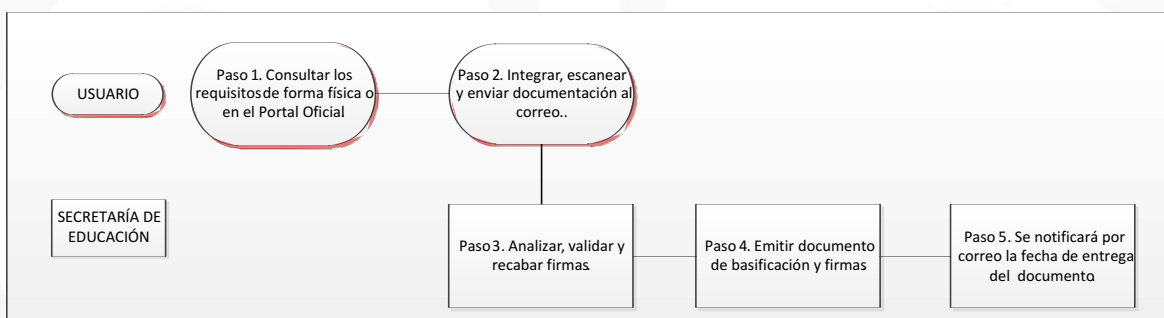 USUARIO
Paso 1. Consultar los
requisitos de forma física o
en el Portal Oficial.
Paso 2. Integrar, escanear
y enviar documentación al
correo..
SECRETARÍA DE
EDUCACIÓN
Paso 3. Analizar, validar y
recabar firmas.
Paso 4. Emitir documento
de basificación y firmas
Paso 5. Se notificará por
correo la fecha de entrega
del documento.